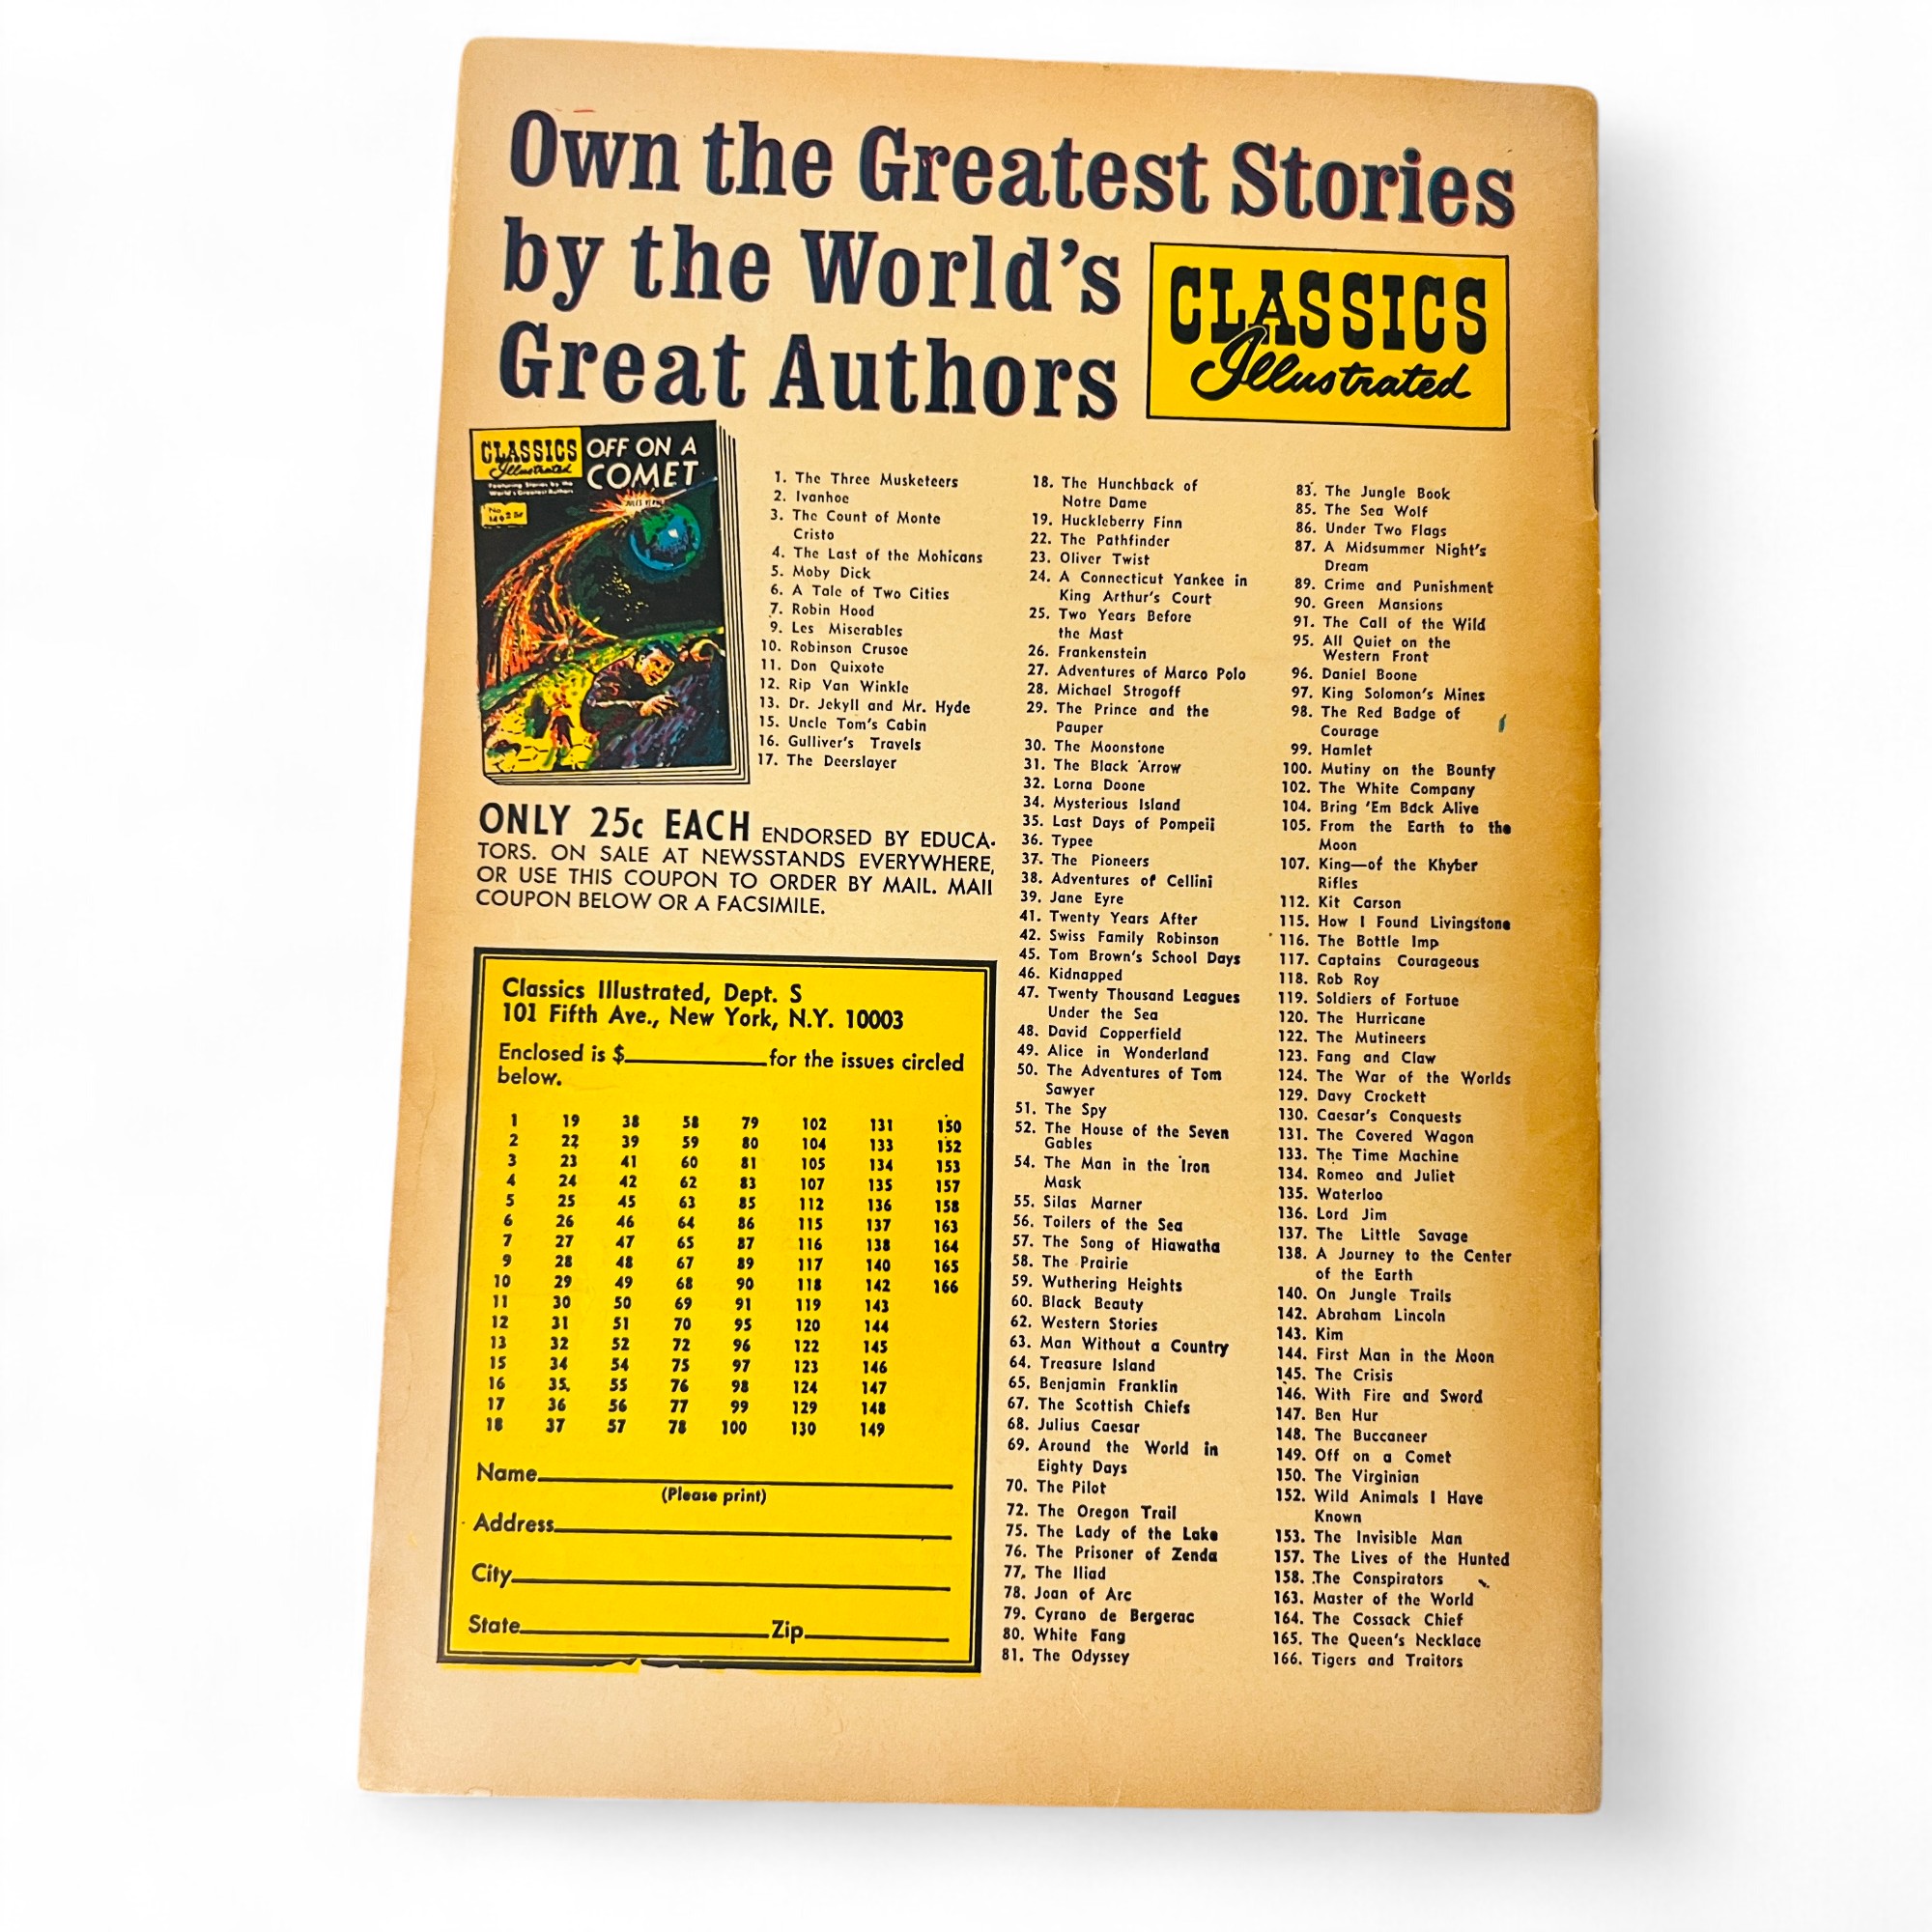 Own the Greatest Stories
by the World's
Great Authors
CLASSICS
Illustrated
CLASSICS
Illustrated
Featuring Stories by the
World's Greatest Authors
OFF ON A
COMET
No.
149 25¢
1. The Three Musketeers
2. Ivanhoe
3. The Count of Monte
Cristo
4. The Last of the Mohicans
5. Moby Dick
6. A Tale of Two Cities
7. Robin Hood
9. Les Miserables
10. Robinson Crusoe
11. Don Quixote
12. Rip Van Winkle
13. Dr. Jekyll and Mr. Hyde
15. Uncle Tom's Cabin
16. Gulliver's Travels
17. The Deerslayer
ONLY 25c EACH ENDORSED BY EDUCA-
TORS. ON SALE AT NEWSSTANDS EVERYWHERE,
OR USE THIS COUPON TO ORDER BY MAIL. MAIL
COUPON BELOW OR A FACSIMILE.
Classics Illustrated, Dept. S
101 Fifth Ave., New York, N.Y. 10003
Enclosed is $ for the issues circled
below.
1 19 38 58 79 102 131 150
2 22 39 59 80 104 133 152
3 23 41 60 81 105 134 153
4 24 42 62 83 107 135 157
5 25 45 63 85 112 136 158
6 26 46 64 86 115 137 163
7 27 47 65 87 116 138 164
9 28 48 67 89 117 140 165
10 29 49 68 90 118 142 166
11 30 50 69 91 119 143
12 31 51 70 95 120 144
13 32 52 72 96 122 145
15 34 54 75 97 123 146
16 35 55 76 98 124 147
17 36 56 77 99 129 148
18 37 57 78 100 130 149
Name
(Please print)
Address
City
State Zip
18. The Hunchback of
Notre Dame
19. Huckleberry Finn
22. The Pathfinder
23. Oliver Twist
24. A Connecticut Yankee in
King Arthur's Court
25. Two Years Before
the Mast
26. Frankenstein
27. Adventures of Marco Polo
28. Michael Strogoff
29. The Prince and the
Pauper
30. The Moonstone
31. The Black Arrow
32. Lorna Doone
34. Mysterious Island
35. Last Days of Pompeii
36. Typee
37. The Pioneers
38. Adventures of Cellini
39. Jane Eyre
41. Twenty Years After
42. Swiss Family Robinson
45. Tom Brown's School Days
46. Kidnapped
47. Twenty Thousand Leagues
Under the Sea
48. David Copperfield
49. Alice in Wonderland
50. The Adventures of Tom
Sawyer
51. The Spy
52. The House of the Seven
Gables
54. The Man in the Iron
Mask
55. Silas Marner
56. Toilers of the Sea
57. The Song of Hiawatha
58. The Prairie
59. Wuthering Heights
60. Black Beauty
62. Western Stories
63. Man Without a Country
64. Treasure Island
65. Benjamin Franklin
67. The Scottish Chiefs
68. Julius Caesar
69. Around the World in
Eighty Days
70. The Pilot
72. The Oregon Trail
75. The Lady of the Lake
76. The Prisoner of Zenda
77. The Iliad
78. Joan of Arc
79. Cyrano de Bergerac
80. White Fang
81. The Odyssey
83. The Jungle Book
85. The Sea Wolf
86. Under Two Flags
87. A Midsummer Night's
Dream
89. Crime and Punishment
90. Green Mansions
91. The Call of the Wild
95. All Quiet on the
Western Front
96. Daniel Boone
97. King Solomon's Mines
98. The Red Badge of
Courage
99. Hamlet
100. Mutiny on the Bounty
102. The White Company
104. Bring 'Em Back Alive
105. From the Earth to the
Moon
107. King—of the Khyber
Rifles
112. Kit Carson
115. How I Found Livingstone
116. The Bottle Imp
117. Captains Courageous
118. Rob Roy
119. Soldiers of Fortune
120. The Hurricane
122. The Mutineers
123. Fang and Claw
124. The War of the Worlds
129. Davy Crockett
130. Caesar's Conquests
131. The Covered Wagon
133. The Time Machine
134. Romeo and Juliet
135. Waterloo
136. Lord Jim
137. The Little Savage
138. A Journey to the Center
of the Earth
140. On Jungle Trails
142. Abraham Lincoln
143. Kim
144. First Man in the Moon
145. The Crisis
146. With Fire and Sword
147. Ben Hur
148. The Buccaneer
149. Off on a Comet
150. The Virginian
152. Wild Animals I Have
Known
153. The Invisible Man
157. The Lives of the Hunted
158. The Conspirators
163. Master of the World
164. The Cossack Chief
165. The Queen's Necklace
166. Tigers and Traitors